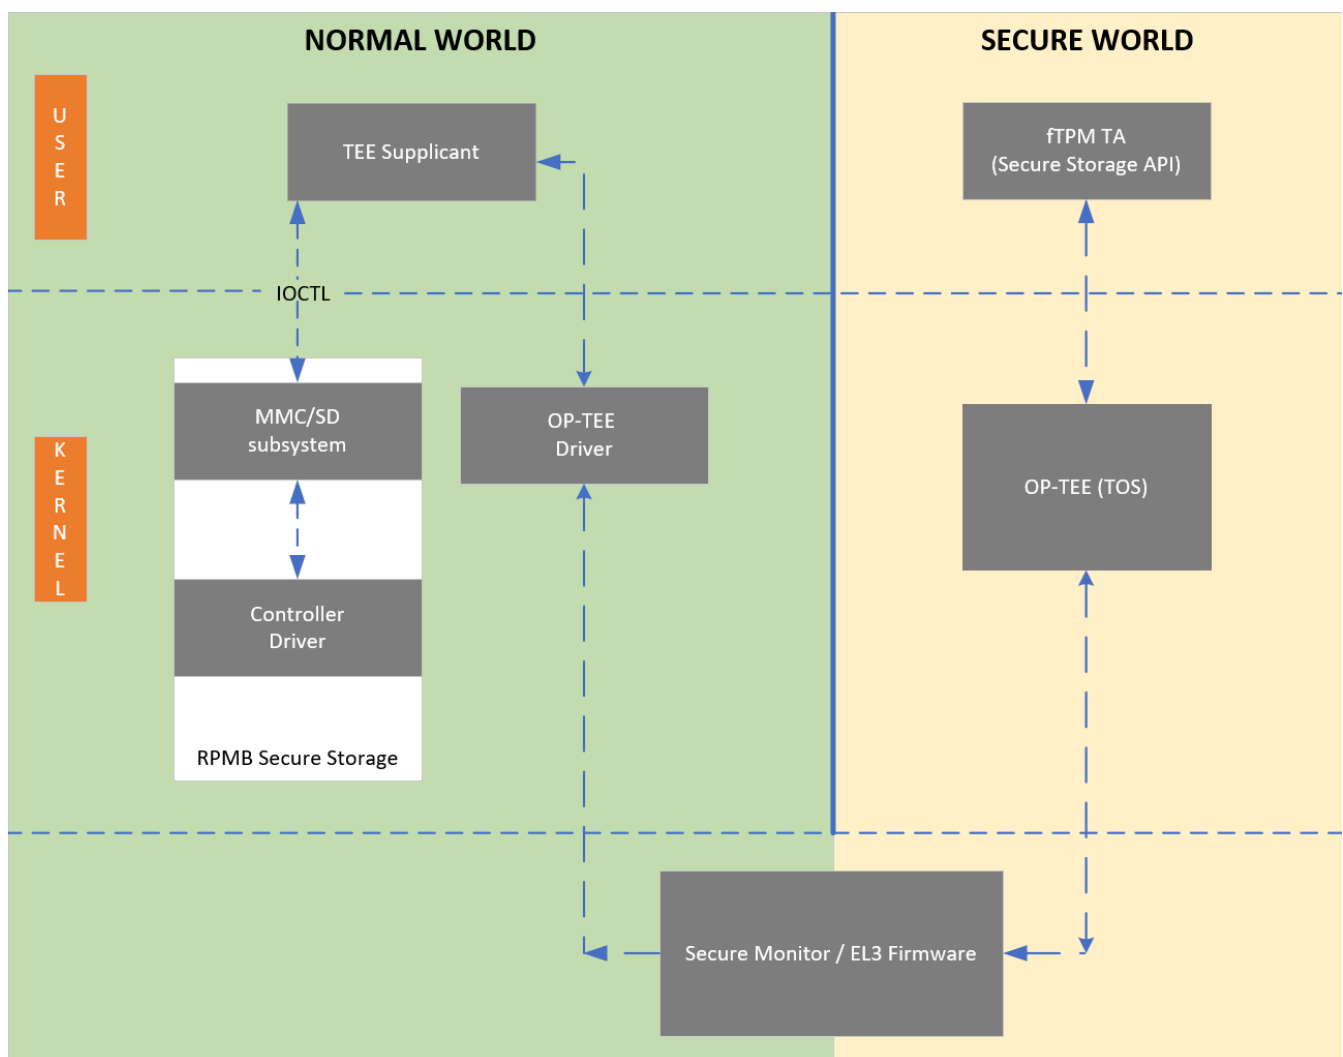 NORMAL WORLD
SECURE WORLD
U
S
E
R
TEE Supplicant
fTPM TA
(Secure Storage API)
IOCTL
K
E
R
N
E
L
MMC/SD
subsystem
OP-TEE
Driver
OP-TEE (TOS)
Controller
Driver
RPMB Secure Storage
Secure Monitor / EL3 Firmware